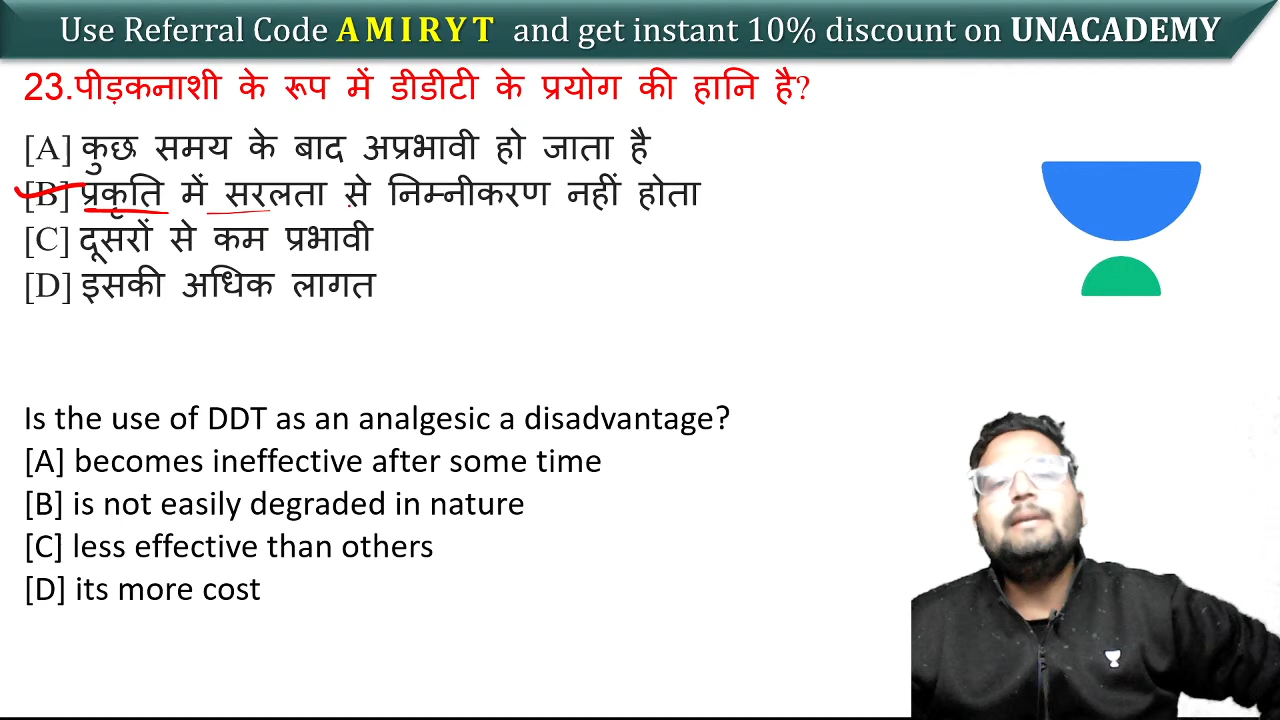 Use Referral Code AMIRYT and get instant 10% discount on UNACADEMY
23.पीड़कनाशी के रूप में डीडीटी के प्रयोग की हानि है?
[A] कुछ समय के बाद अप्रभावी हो जाता है
[B] प्रकृति में सरलता से निम्नीकरण नहीं होता
[C] दूसरों से कम प्रभावी
[D] इसकी अधिक लागत
Is the use of DDT as an analgesic a disadvantage?
[A] becomes ineffective after some time
[B] is not easily degraded in nature
[C] less effective than others
[D] its more cost